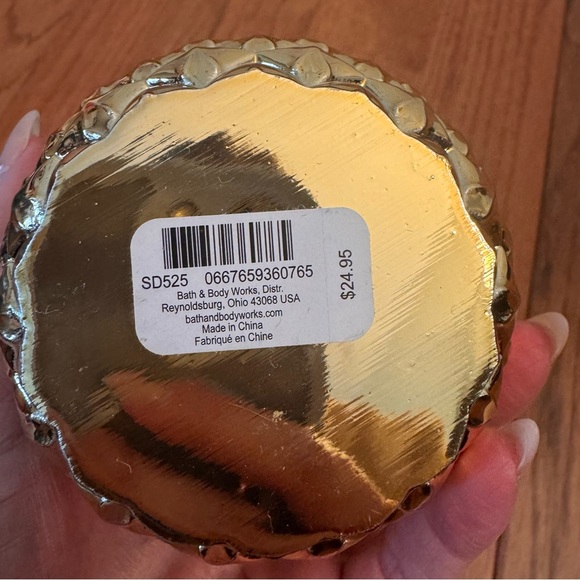 SD525 0667659360765
Bath & Body Works, Distr.
Reynoldsburg, Ohio 43068 USA
bathandbodyworks.com
Made in China
Fabriqué en Chine
$24.95